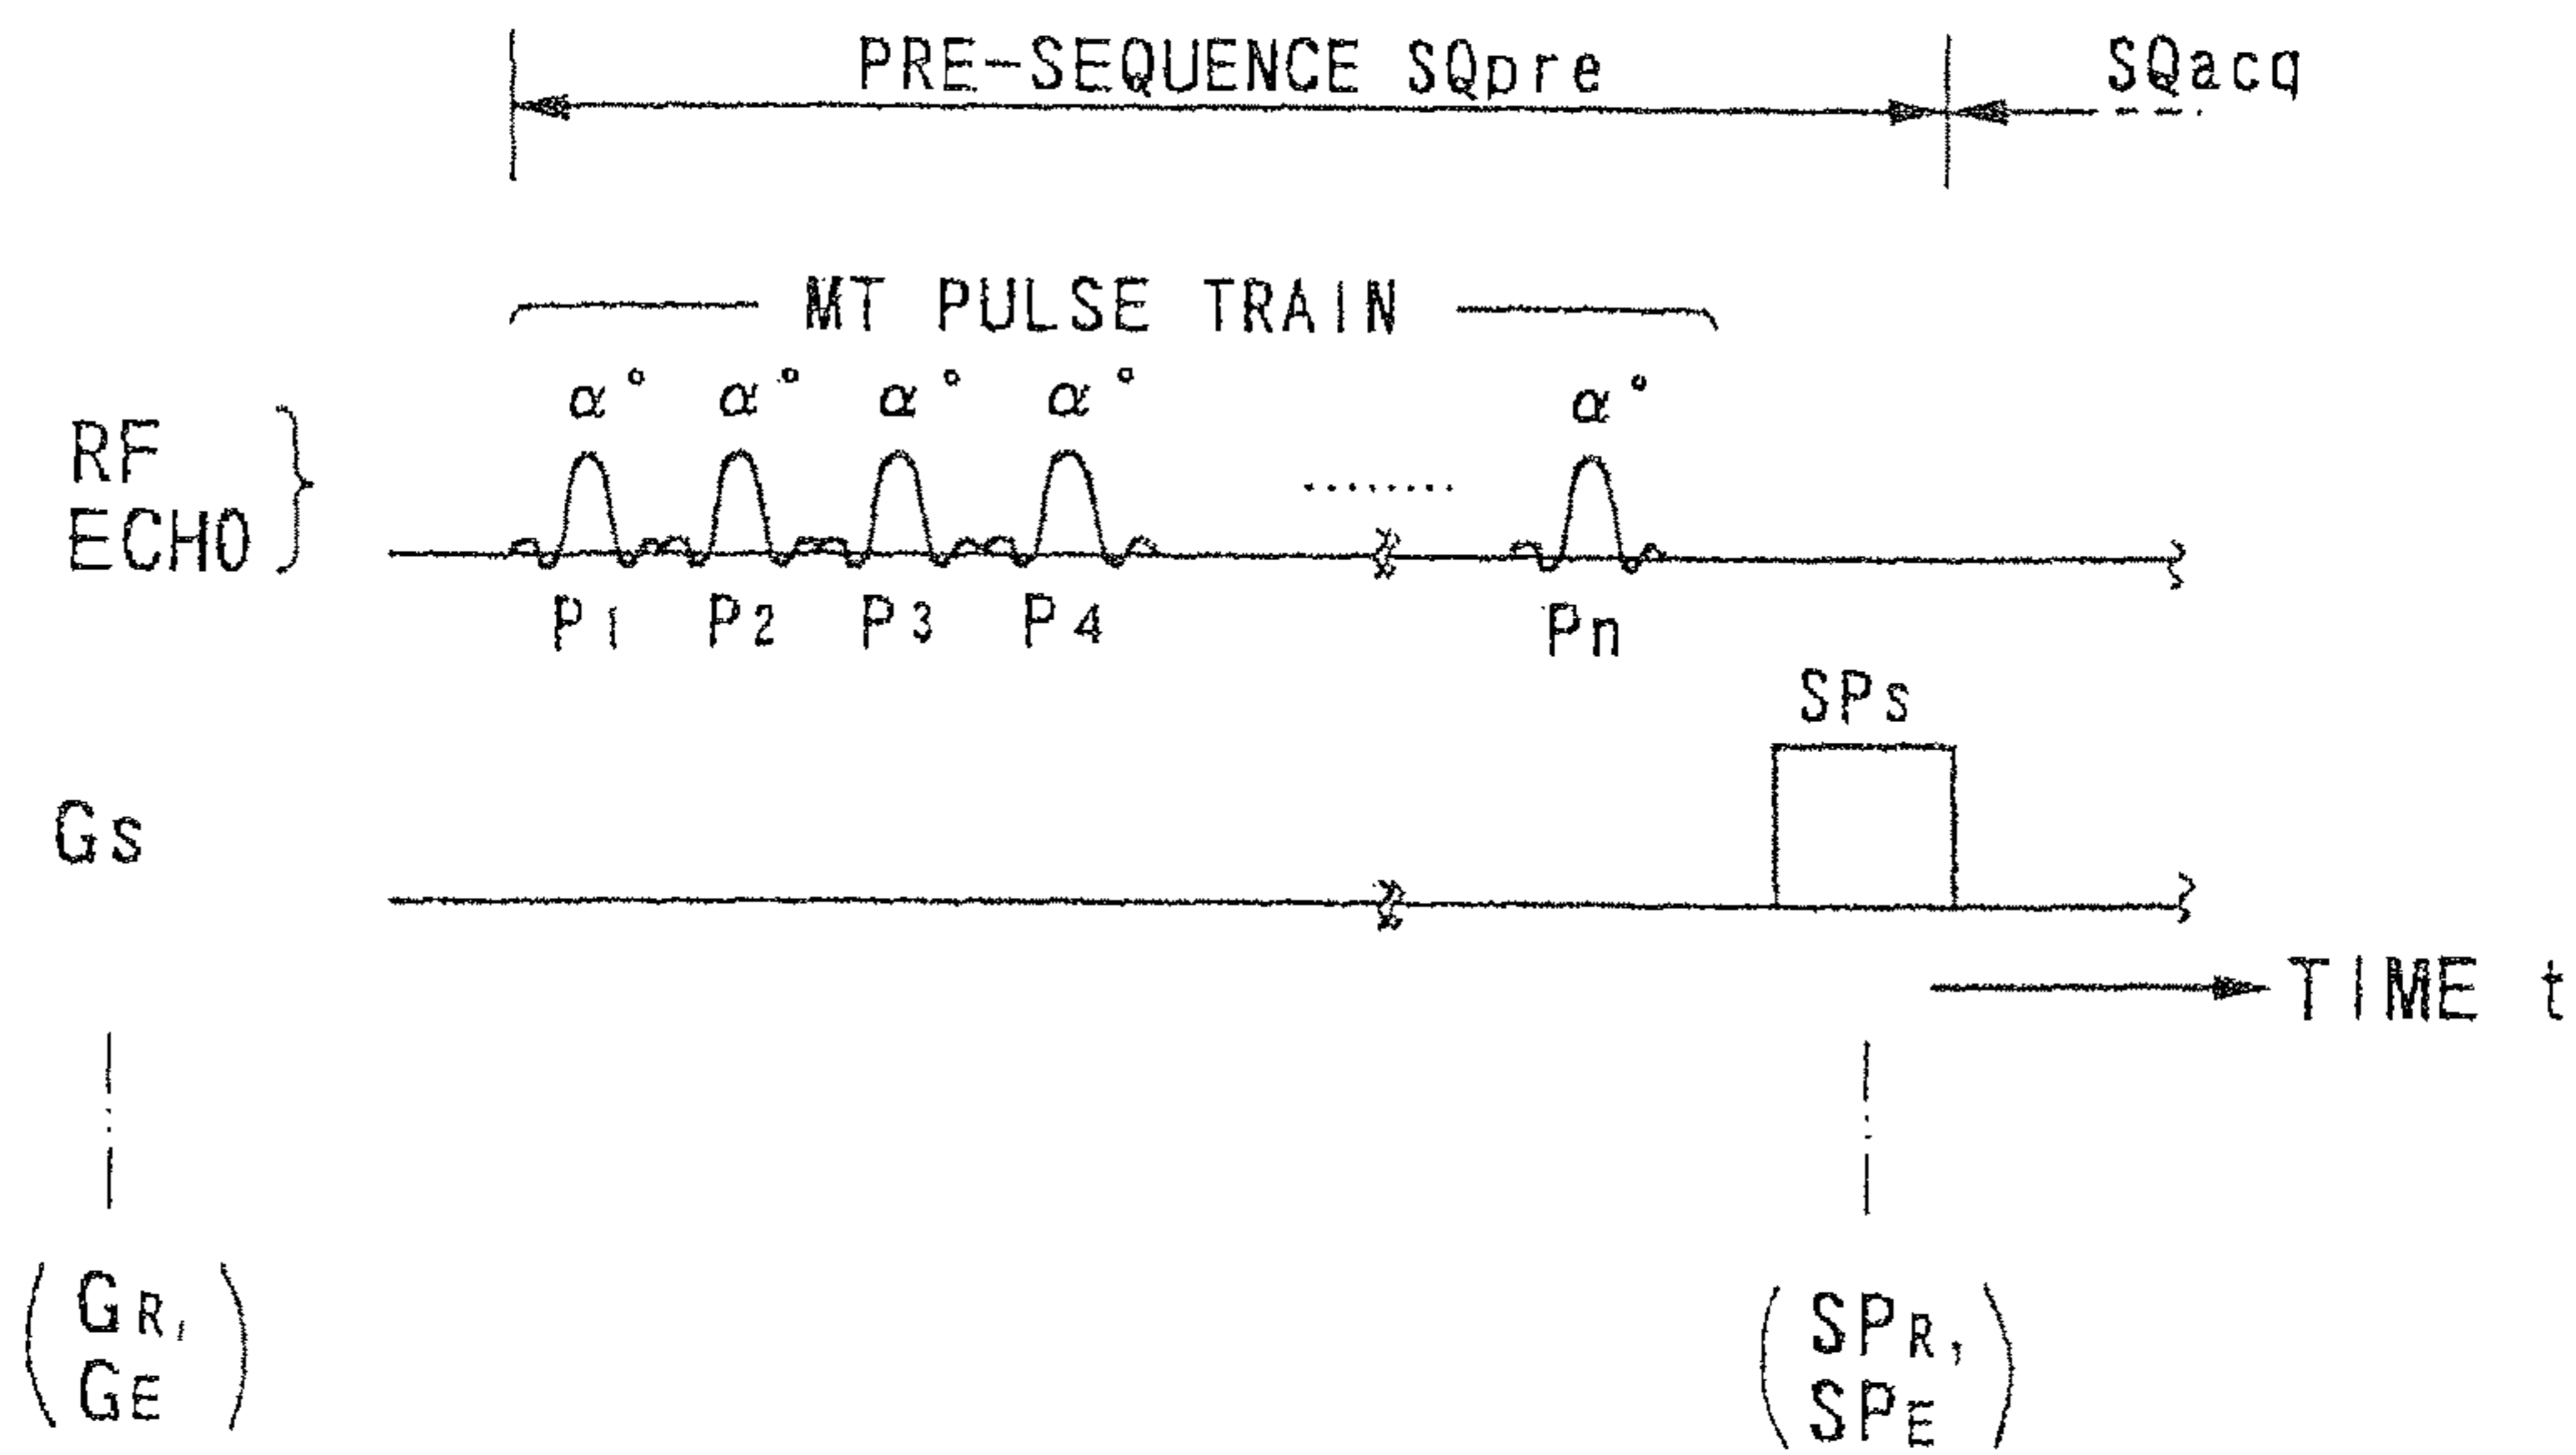 PRE-SEQUENCE SQpre SQacq
MT PULSE TRAIN
α° α° α° α° α°
RF
ECHO
P1 P2 P3 P4 Pn
SPs
Gs
TIME t
GR,
GE
SPR,
SPE